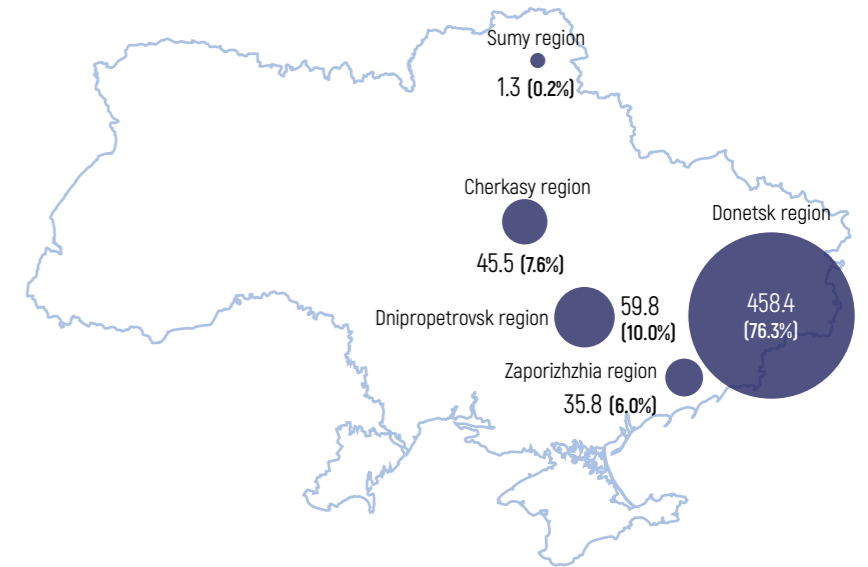 Sumy region
1.3 (0.2%)
Cherkasy region
45.5 (7.6%)
Donetsk region
458.4
(76.3%)
Dnipropetrovsk region
59.8
(10.0%)
Zaporizhzhia region
35.8 (6.0%)